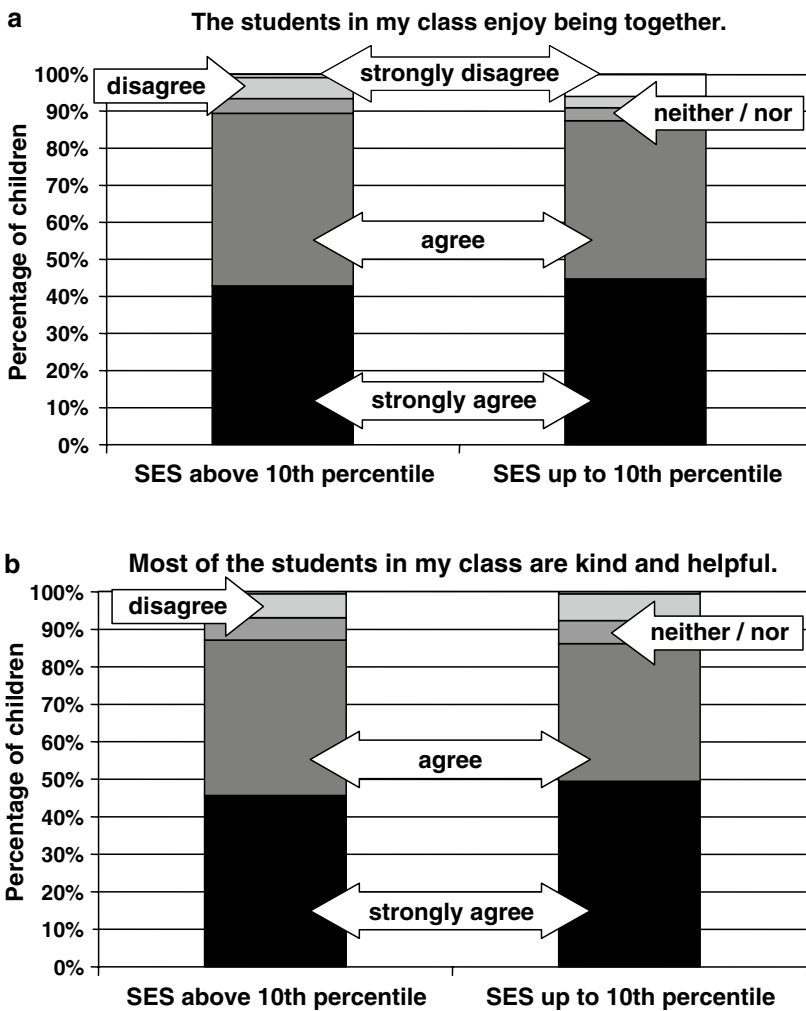 a
The students in my class enjoy being together.
Percentage of children
100%
90%
80%
70%
60%
50%
40%
30%
20%
10%
0%
disagree
strongly disagree
neither / nor
agree
strongly agree
SES above 10th percentile
SES up to 10th percentile
b
Most of the students in my class are kind and helpful.
Percentage of children
100%
90%
80%
70%
60%
50%
40%
30%
20%
10%
0%
disagree
neither / nor
agree
strongly agree
SES above 10th percentile
SES up to 10th percentile